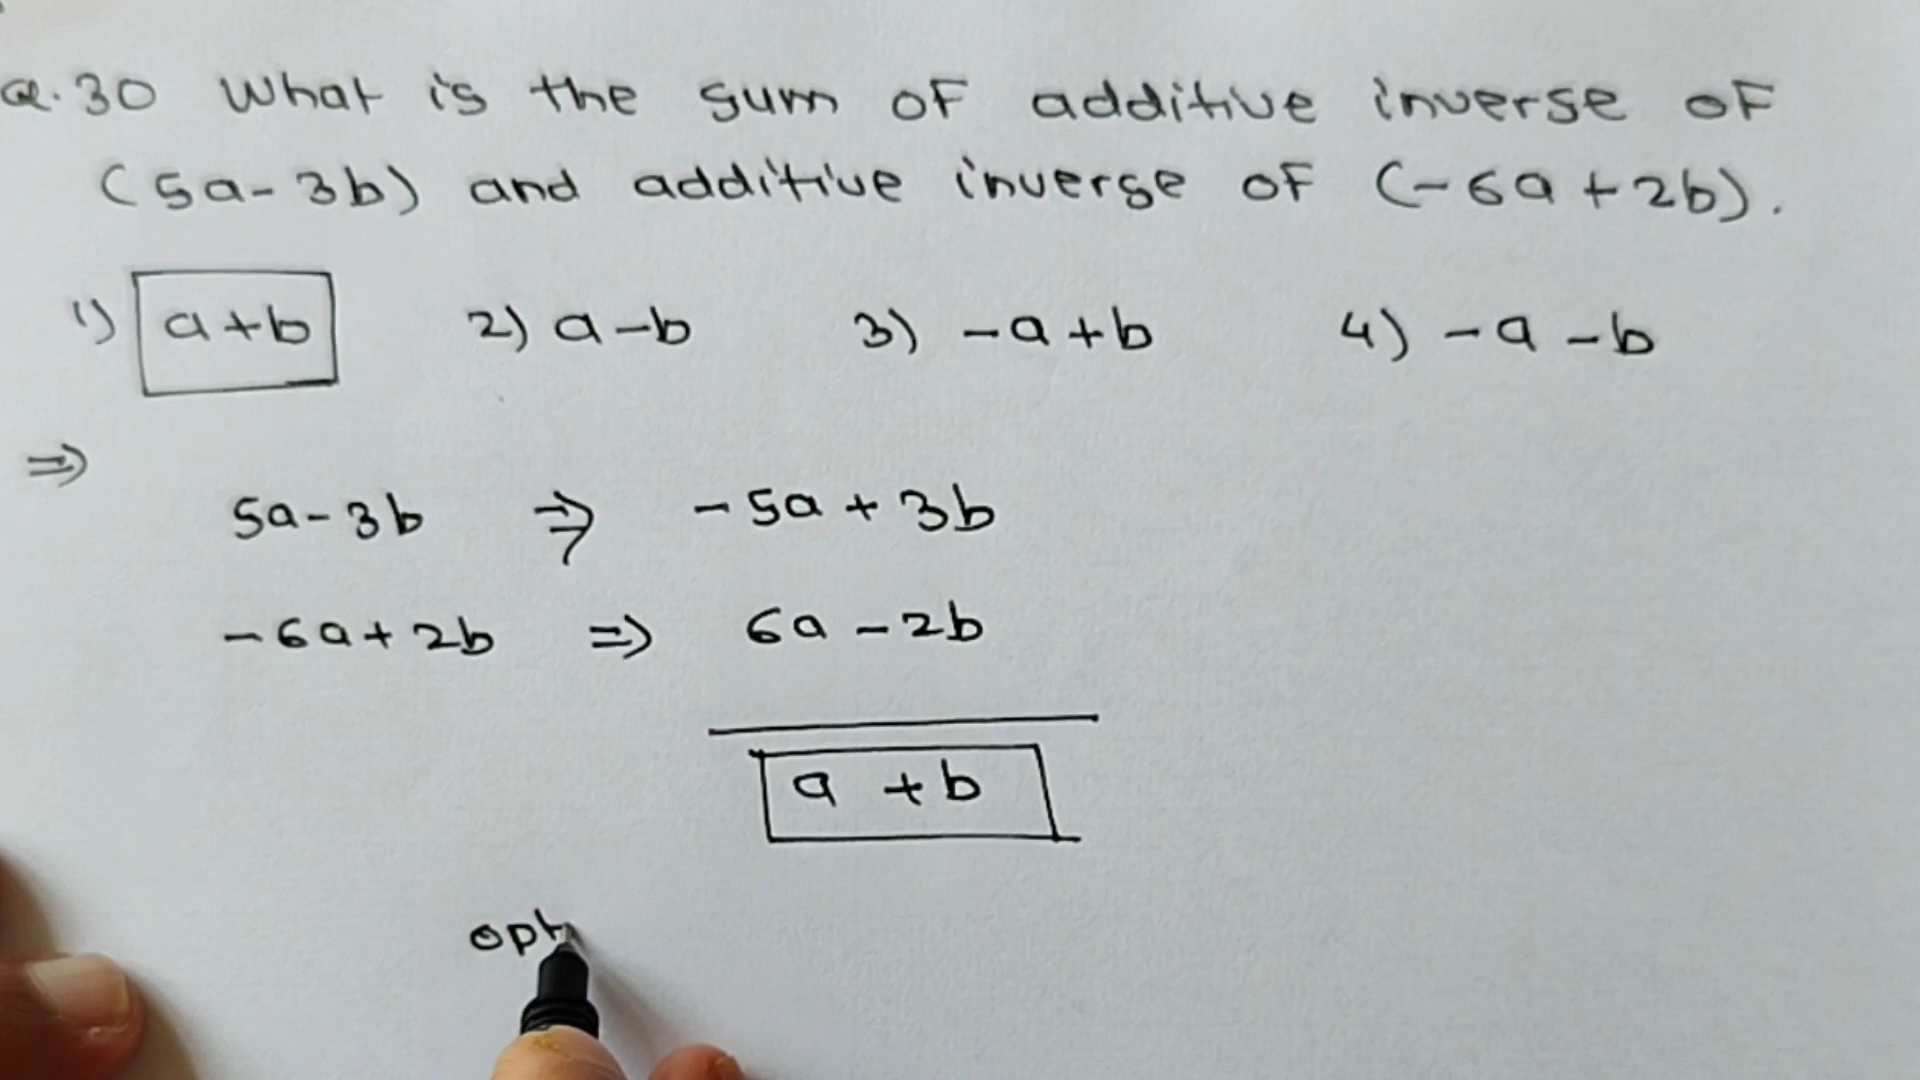 Q.30 What is the sum of additive inverse of
(5a-3b) and additive inverse of (-6a+2b).
1) a+b 2) a-b 3) -a+b 4) -a-b
⇒
5a-3b ⇒ -5a+3b
-6a+2b ⇒ 6a-2b
a+b
opt